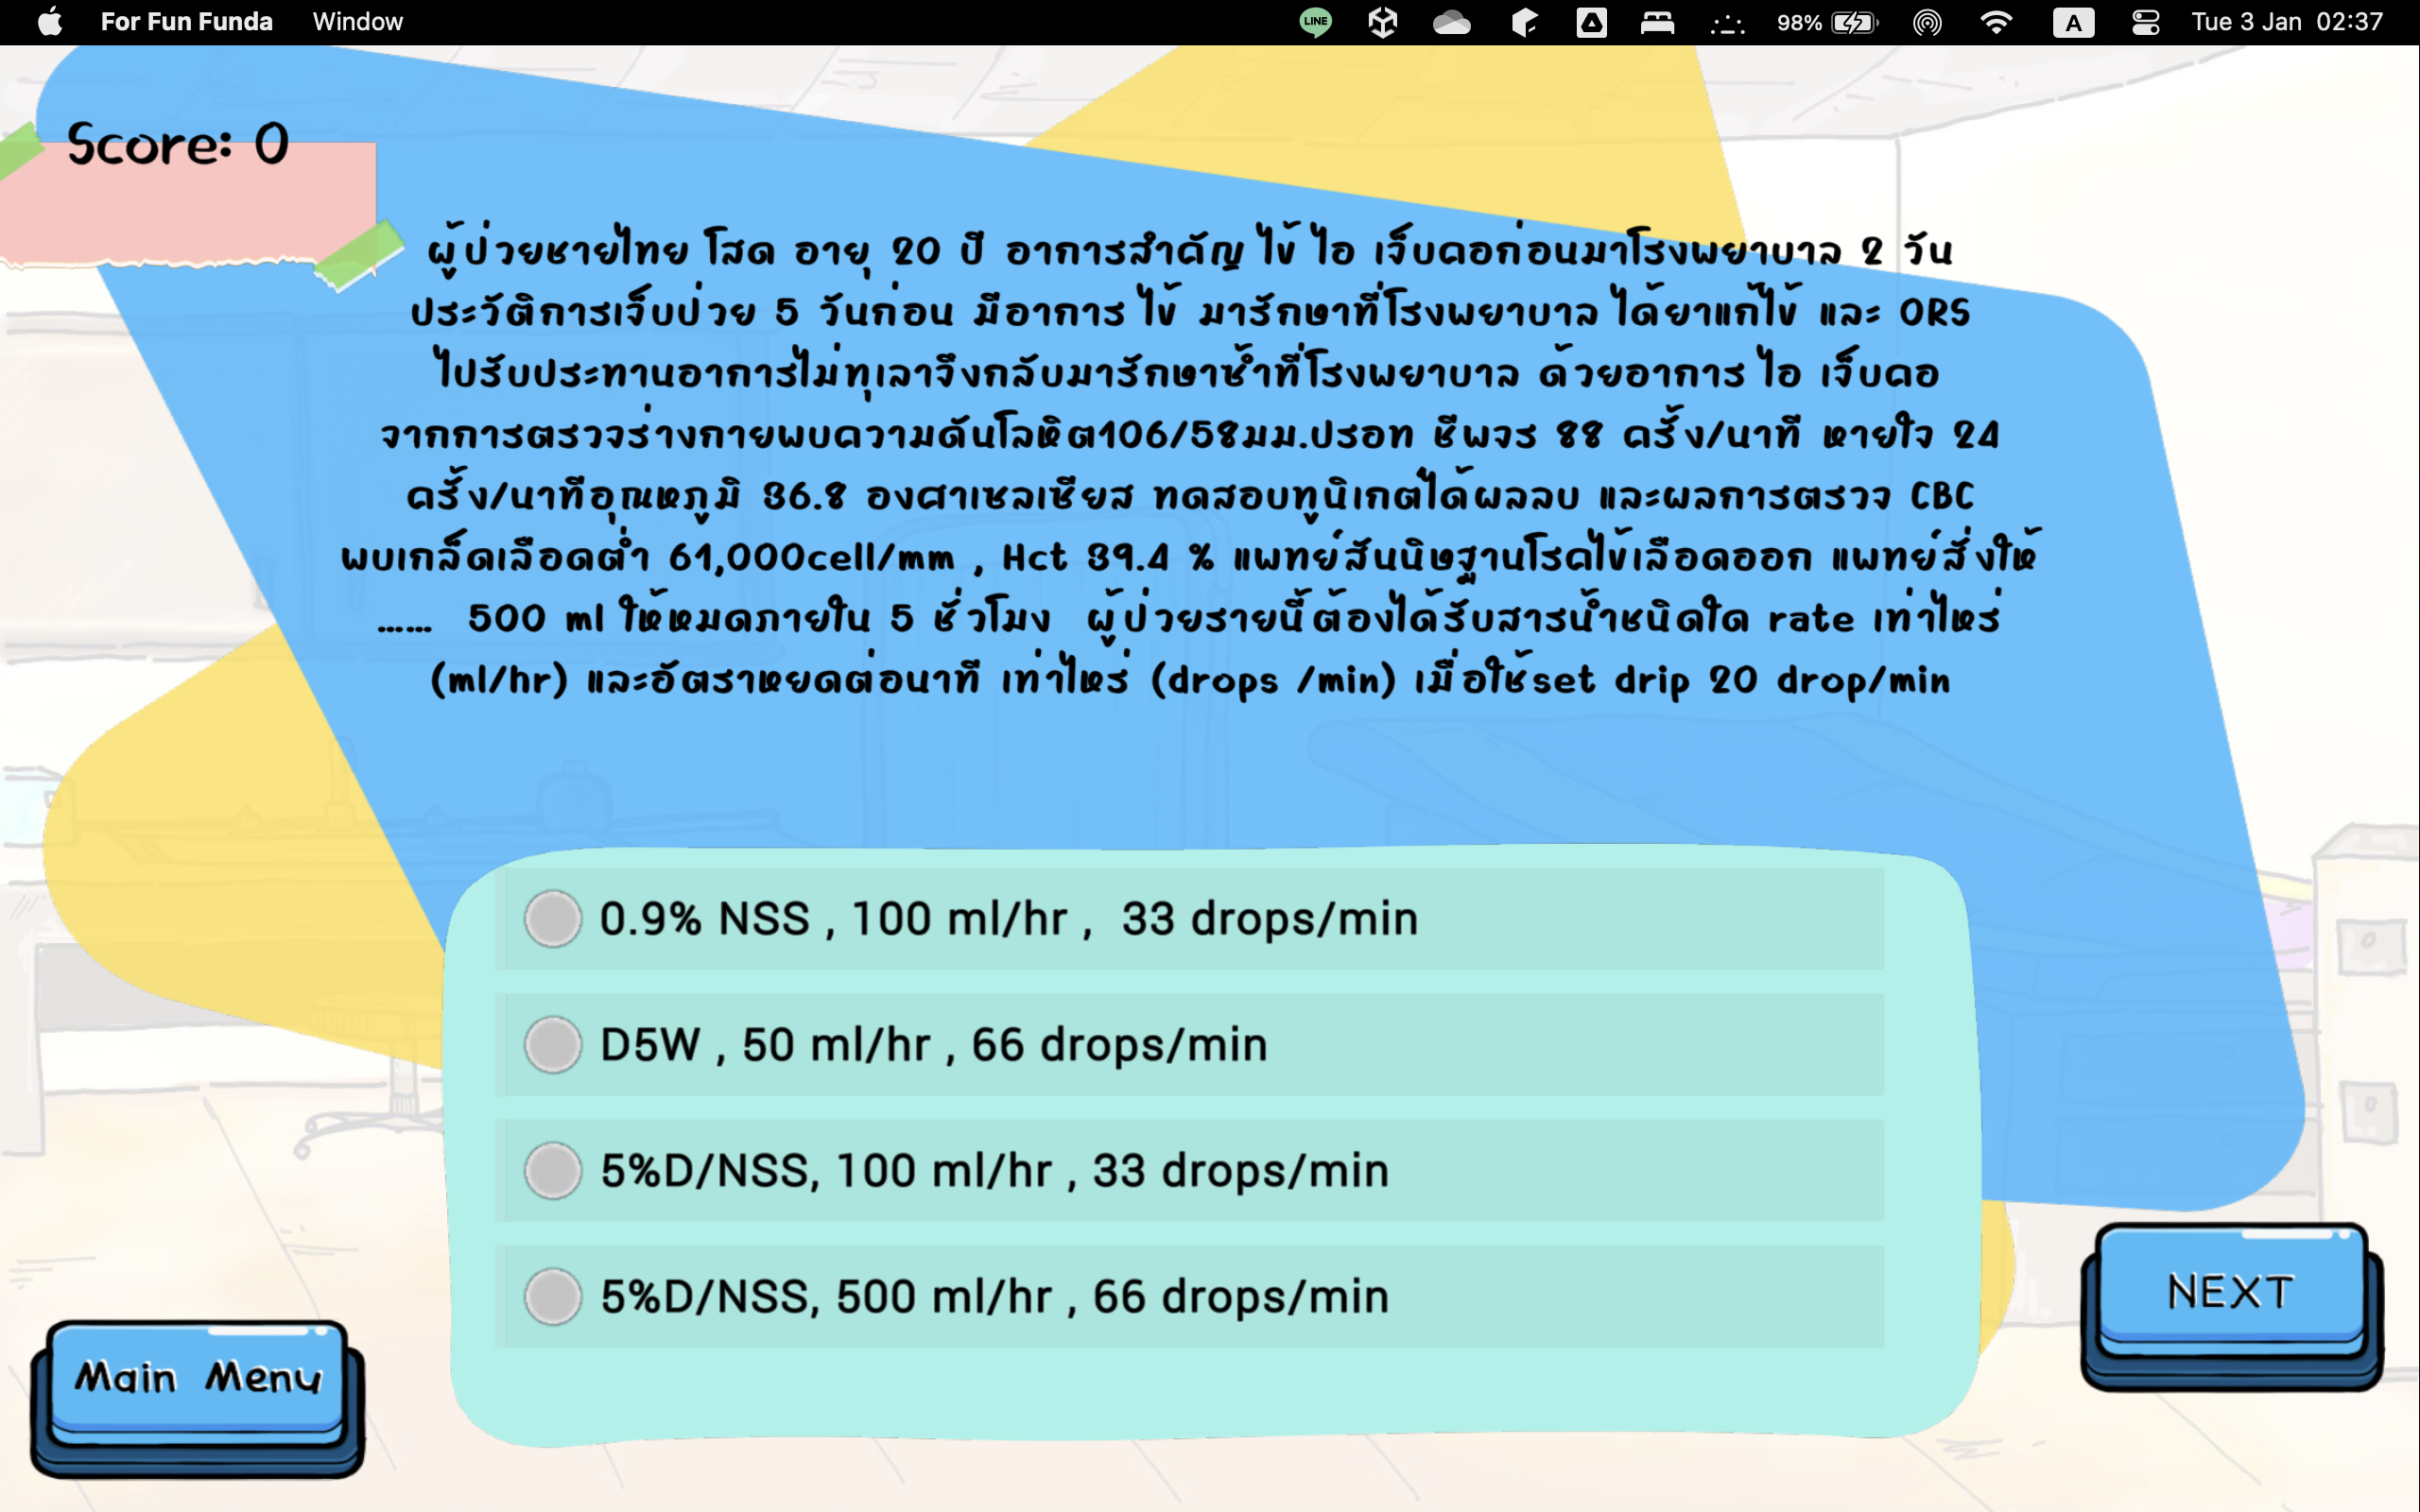 For Fun Funda Window LINE 98% A Tue 3 Jan 02:37
Score: 0
ผู้ป่วยชายไทย โสด อายุ 20 ปี อาการสำคัญ ไข้ ไอ เจ็บคอก่อนมาโรงพยาบาล 2 วัน
ประวัติการเจ็บป่วย 5 วันก่อน มีอาการ ไข้ มารักษาที่โรงพยาบาล ได้ยาแก้ไข้ และ ORS
ไปรับประทานอาการไม่ทุเลาจึงกลับมารักษาซ้ำที่โรงพยาบาล ด้วยอาการ ไอ เจ็บคอ
จากการตรวจร่างกายพบความดันโลหิต106/58มม.ปรอท ชีพจร 88 ครั้ง/นาที หายใจ 24
ครั้ง/นาทีอุณหภูมิ 36.8 องศาเซลเซียส ทดสอบทูนิเกต์ได้ผลลบ และผลการตรวจ CBC
พบเกล็ดเลือดต่ำ 61,000cell/mm , Hct 39.4 % แพทย์สันนิษฐานโรคไข้เลือดออก แพทย์สั่งให้
...... 500 ml ให้หมดภายใน 5 ชั่วโมง ผู้ป่วยรายนี้ต้องได้รับสารน้ำชนิดใด rate เท่าไหร่
(ml/hr) และอัตราหยดต่อนาที เท่าไหร่ (drops /min) เมื่อใช้set drip 20 drop/min
0.9% NSS , 100 ml/hr , 33 drops/min
D5W , 50 ml/hr , 66 drops/min
5%D/NSS, 100 ml/hr , 33 drops/min
5%D/NSS, 500 ml/hr , 66 drops/min
NEXT
Main Menu